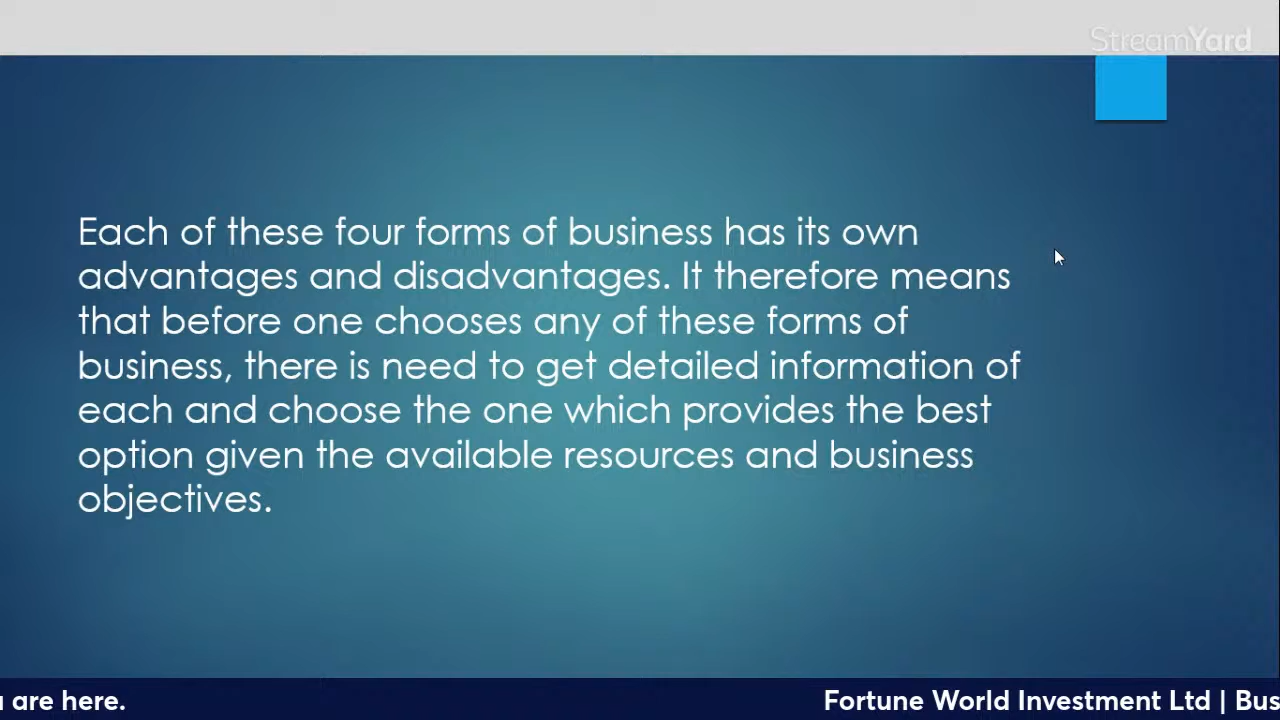 StreamYard
Each of these four forms of business has its own
advantages and disadvantages. It therefore means
that before one chooses any of these forms of
business, there is need to get detailed information of
each and choose the one which provides the best
option given the available resources and business
objectives.
are here.
Fortune World Investment Ltd |